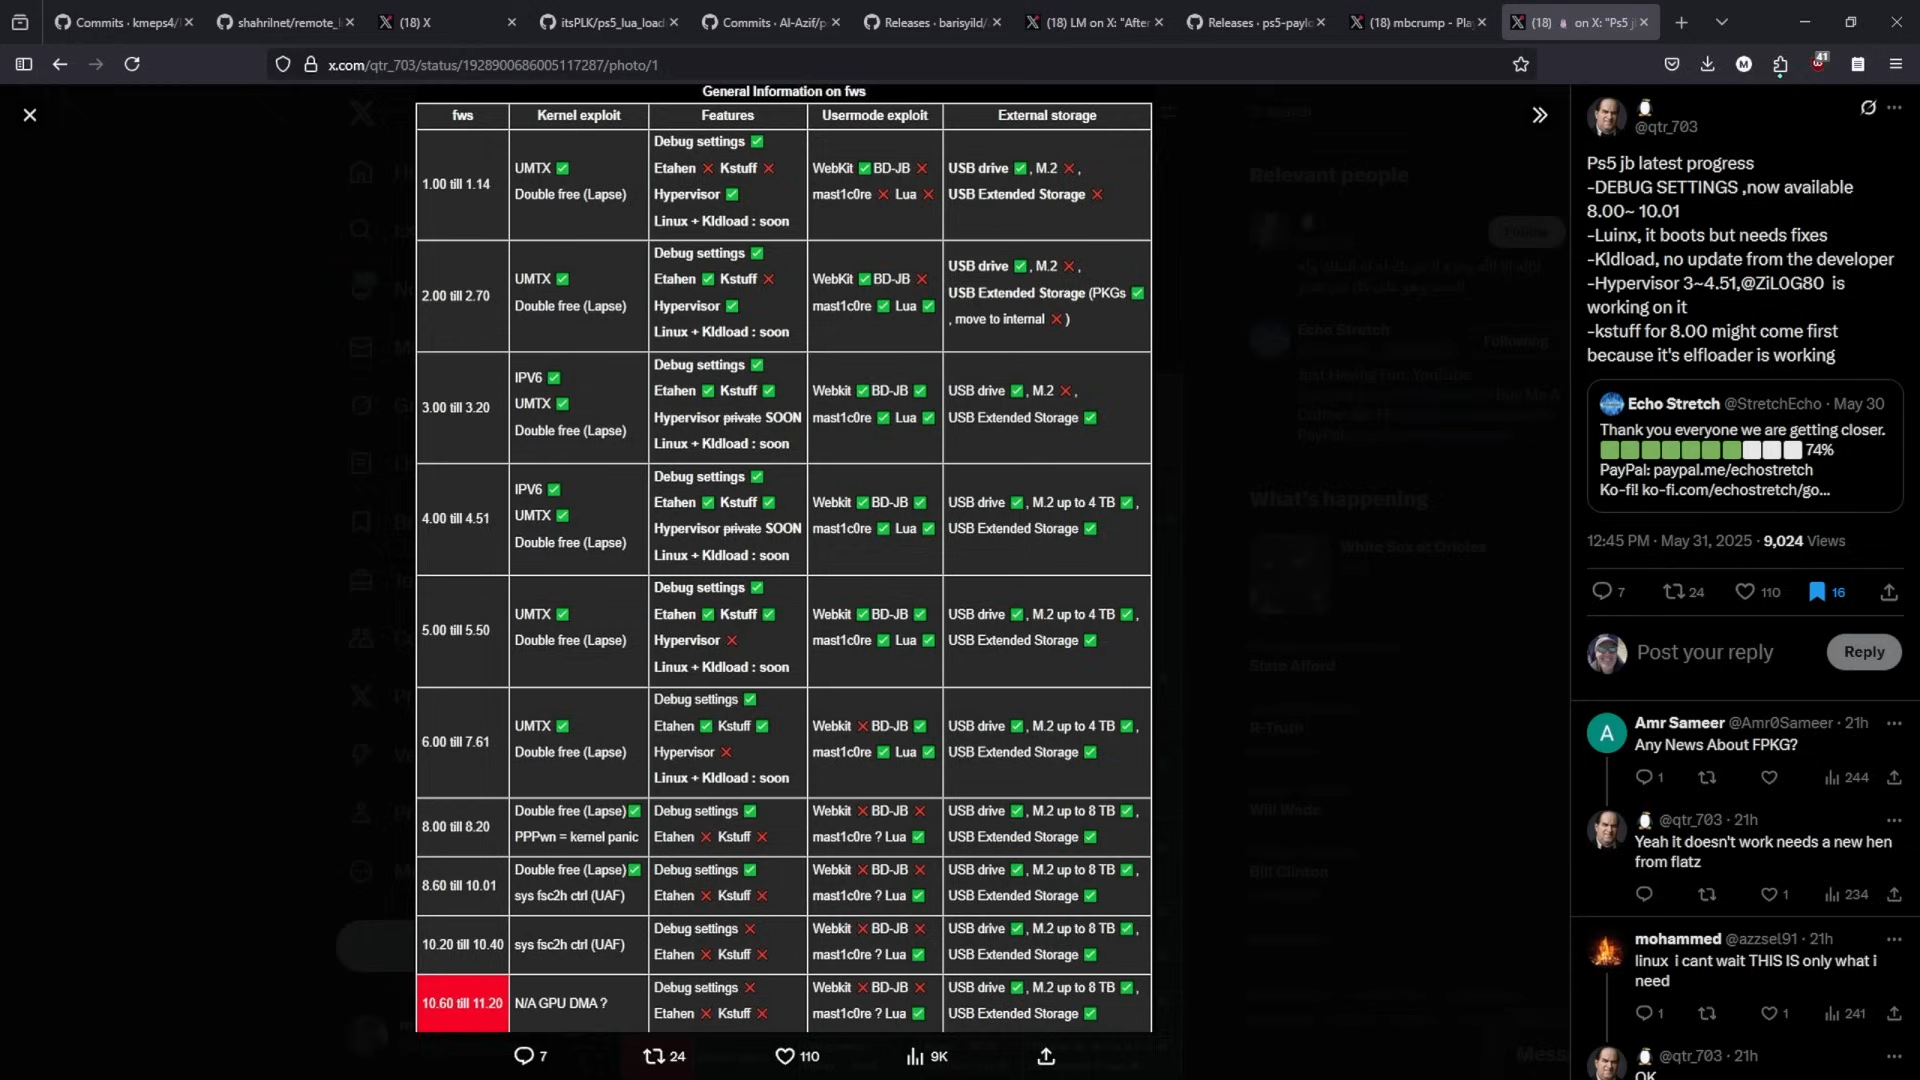 Commits · kmeps4/
shahrilnet/remote_l
(18) X
itsPLK/ps5_lua_load
Commits · Al-Azif/p
Releases · barisyild/
(18) LM on X: "After
Releases · ps5-paylo
(18) mbcrump - Pla
(18) on X: "Ps5 j
x.com/qtr_703/status/1928900686005117287/photo/1
41
General Information on fws
fws Kernel exploit Features Usermode exploit External storage
1.00 till 1.14
UMTX ✅
Double free (Lapse)
Debug settings ✅
Etahen ❌ Kstuff ❌
Hypervisor ✅
Linux + Kldload : soon
WebKit ✅ BD-JB ❌
mast1c0re ❌ Lua ❌
USB drive ✅, M.2 ❌,
USB Extended Storage ❌
2.00 till 2.70
UMTX ✅
Double free (Lapse)
Debug settings ✅
Etahen ✅ Kstuff ❌
Hypervisor ✅
Linux + Kldload : soon
WebKit ✅ BD-JB ❌
mast1c0re ✅ Lua ✅
USB drive ✅, M.2 ❌,
USB Extended Storage (PKGs ✅
, move to internal ❌)
3.00 till 3.20
IPV6 ✅
UMTX ✅
Double free (Lapse)
Debug settings ✅
Etahen ✅ Kstuff ✅
Hypervisor private SOON
Linux + Kldload : soon
Webkit ✅ BD-JB ✅
mast1c0re ✅ Lua ✅
USB drive ✅, M.2 ❌,
USB Extended Storage ✅
4.00 till 4.51
IPV6 ✅
UMTX ✅
Double free (Lapse)
Debug settings ✅
Etahen ✅ Kstuff ✅
Hypervisor private SOON
Linux + Kldload : soon
Webkit ✅ BD-JB ✅
mast1c0re ✅ Lua ✅
USB drive ✅, M.2 up to 4 TB ✅,
USB Extended Storage ✅
5.00 till 5.50
UMTX ✅
Double free (Lapse)
Debug settings ✅
Etahen ✅ Kstuff ✅
Hypervisor ❌
Linux + Kldload : soon
Webkit ✅ BD-JB ✅
mast1c0re ✅ Lua ✅
USB drive ✅, M.2 up to 4 TB ✅,
USB Extended Storage ✅
6.00 till 7.61
UMTX ✅
Double free (Lapse)
Debug settings ✅
Etahen ✅ Kstuff ✅
Hypervisor ❌
Linux + Kldload : soon
Webkit ❌ BD-JB ✅
mast1c0re ✅ Lua ✅
USB drive ✅, M.2 up to 4 TB ✅,
USB Extended Storage ✅
8.00 till 8.20
Double free (Lapse) ✅
PPPwn = kernel panic
Debug settings ✅
Etahen ❌ Kstuff ❌
Webkit ❌ BD-JB ❌
mast1c0re ? Lua ✅
USB drive ✅, M.2 up to 8 TB ✅,
USB Extended Storage ✅
8.60 till 10.01
Double free (Lapse) ✅
sys fsc2h ctrl (UAF)
Debug settings ✅
Etahen ❌ Kstuff ❌
Webkit ❌ BD-JB ❌
mast1c0re ? Lua ✅
USB drive ✅, M.2 up to 8 TB ✅,
USB Extended Storage ✅
10.20 till 10.40
sys fsc2h ctrl (UAF)
Debug settings ❌
Etahen ❌ Kstuff ❌
Webkit ❌ BD-JB ❌
mast1c0re ? Lua ✅
USB drive ✅, M.2 up to 8 TB ✅,
USB Extended Storage ✅
10.60 till 11.20
N/A GPU DMA ?
Debug settings ❌
Etahen ❌ Kstuff ❌
Webkit ❌ BD-JB ❌
mast1c0re ? Lua ✅
USB drive ✅, M.2 up to 8 TB ✅,
USB Extended Storage ✅
7 24 110 9K
Relevant people
Follow
Echo Stretch
Following
What's happening
White Sox at Orioles
Slate Alford
R-Truth
Will Wade
Bill Clinton
@qtr_703
Ps5 jb latest progress
-DEBUG SETTINGS ,now available
8.00~ 10.01
-Luinx, it boots but needs fixes
-Kldload, no update from the developer
-Hypervisor 3~4.51,@ZiL0G80 is
working on it
-kstuff for 8.00 might come first
because it's elfloader is working
Echo Stretch @StretchEcho · May 30
Thank you everyone we are getting closer.
74%
PayPal: paypal.me/echostretch
Ko-fi! ko-fi.com/echostretch/go...
12:45 PM · May 31, 2025 · 9,024 Views
7 24 110 16
Post your reply
Reply
Amr Sameer @Amr0Sameer · 21h
Any News About FPKG?
1 244
@qtr_703 · 21h
Yeah it doesn't work needs a new hen
from flatz
1 234
mohammed @azzsel91 · 21h
linux i cant wait THIS IS only what i
need
1 1 241
@qtr_703 · 21h
OK